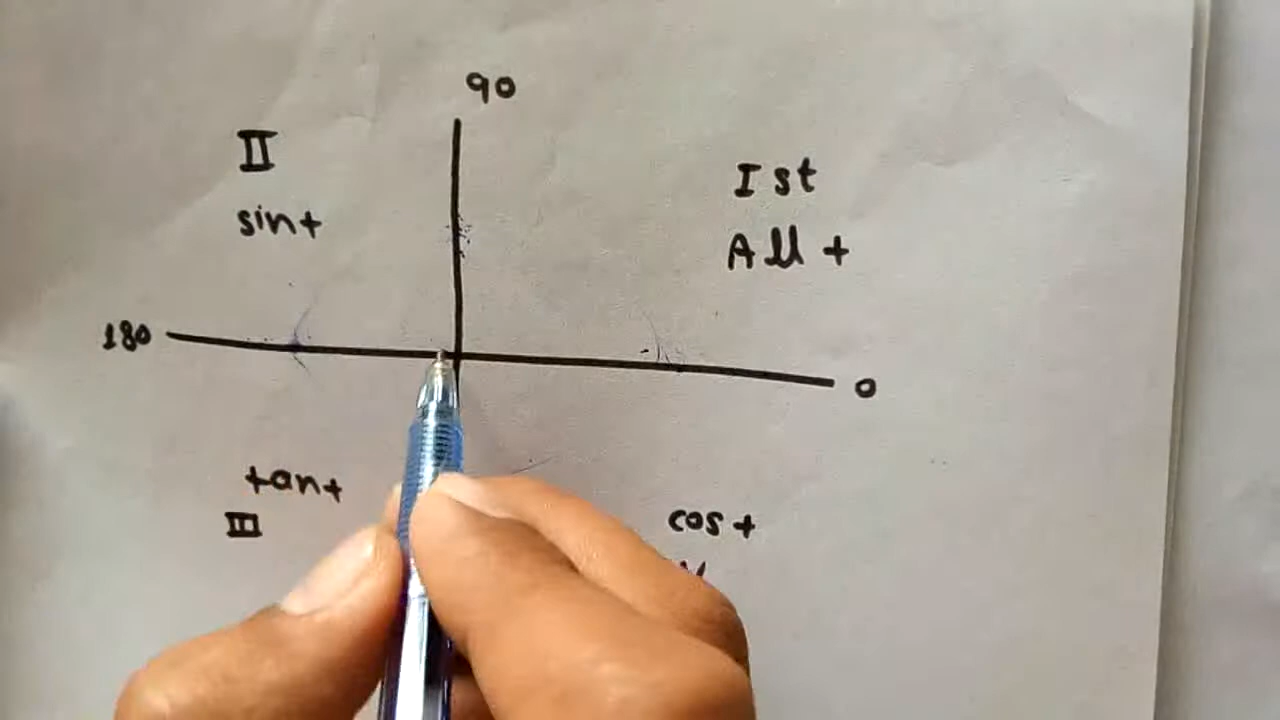 90
II
sin+
Ist
All +
180
0
tan+
III
cos +